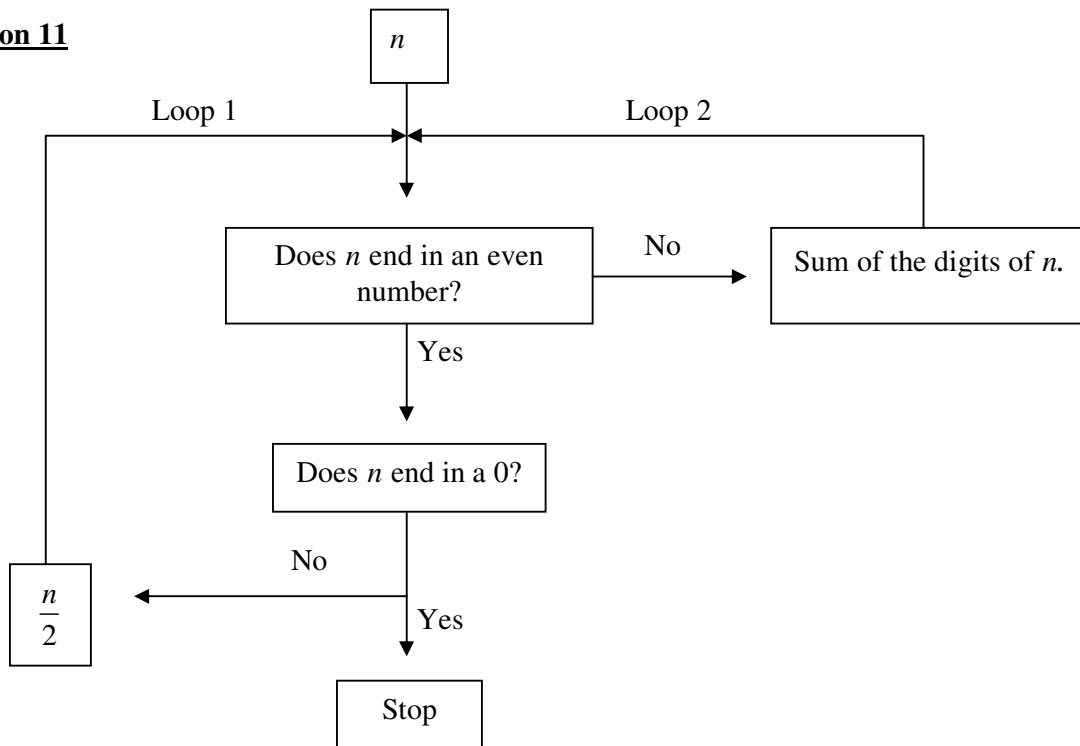 on 11
n
Loop 1
Loop 2
Does n end in an even
number?
No
Sum of the digits of n.
Yes
Does n end in a 0?
No
n
2
Yes
Stop